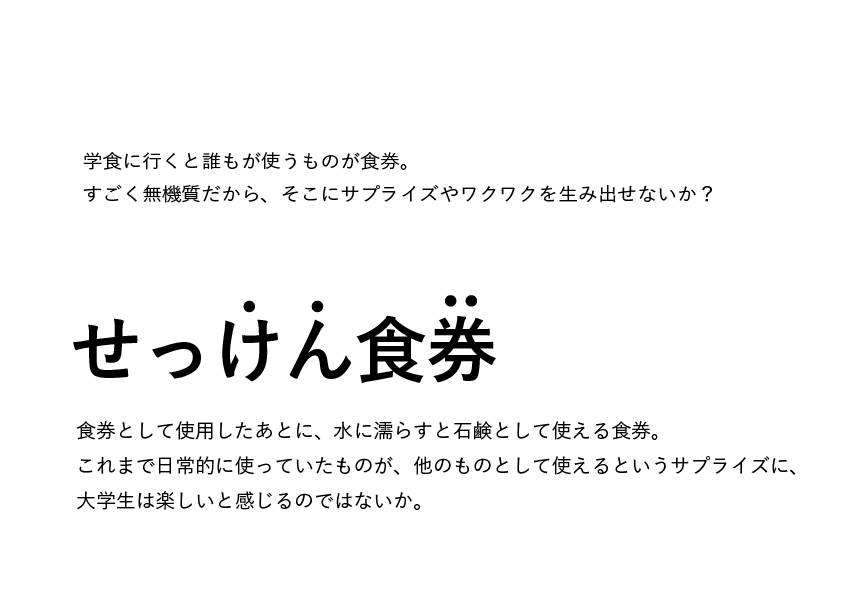 学食に行くと誰もが使うものが食券。
すごく無機質だから、そこにサプライズやワクワクを生み出せないか？
せっけん食券
食券として使用したあとに、水に濡らすと石鹸として使える食券。
これまで日常的に使っていたものが、他のものとして使えるというサプライズに、
大学生は楽しいと感じるのではないか。